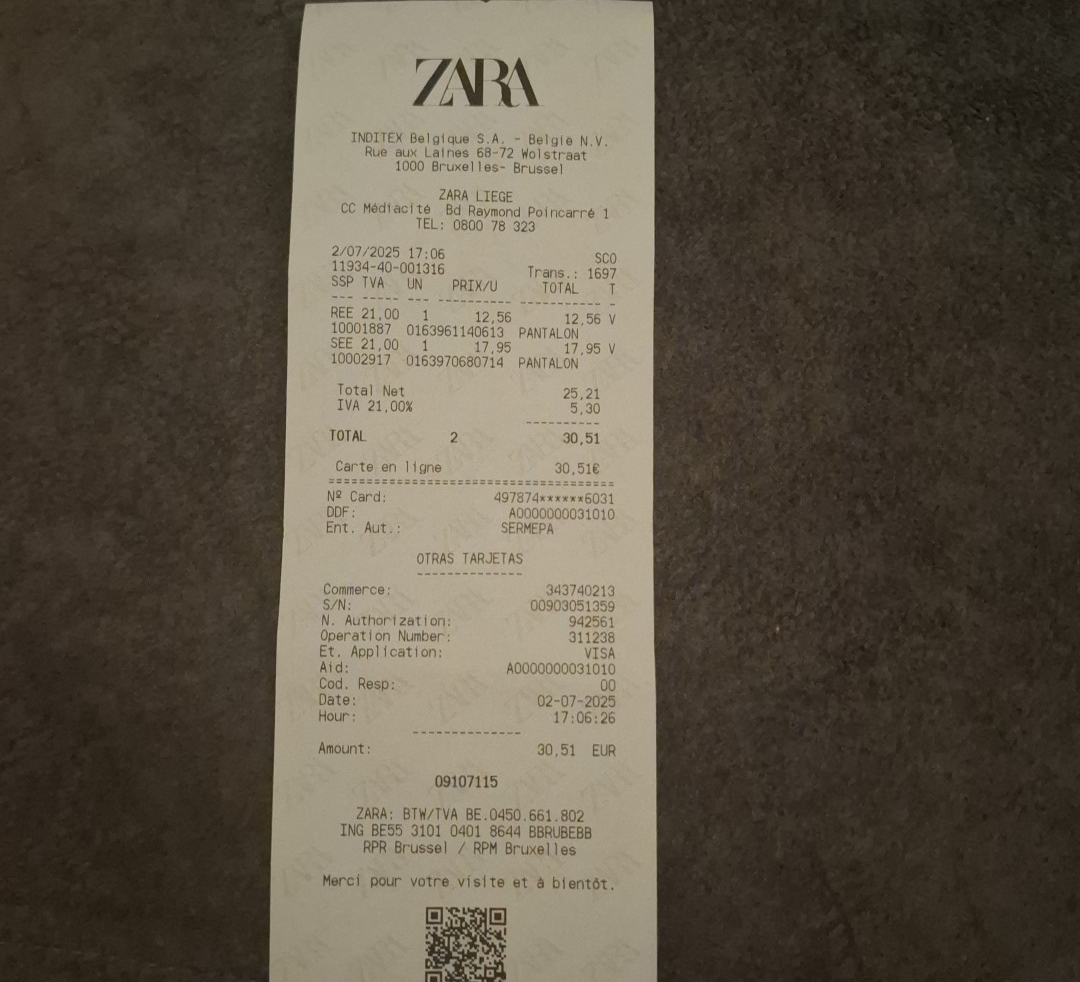 ZARA
INDITEX Belgique S.A. - Belgie N.V.
Rue aux Laines 68-72 Wolstraat
1000 Bruxelles- Brussel
ZARA LIEGE
CC Médiacité Bd Raymond Poincarré 1
TEL: 0800 78 323
2/07/2025 17:06 SCO
11934-40-001316 Trans.: 1697
SSP TVA UN PRIX/U TOTAL T
REE 21,00 1 12,56 12,56 V
10001887 0163961140613 PANTALON
SEE 21,00 1 17,95 17,95 V
10002917 0163970680714 PANTALON
Total Net 25,21
IVA 21,00% 5,30
TOTAL 2 30,51
Carte en ligne 30,51€
Nº Card: 497874******6031
DDF: A0000000031010
Ent. Aut.: SERMEPA
OTRAS TARJETAS
Commerce: 343740213
S/N: 00903051359
N. Authorization: 942561
Operation Number: 311238
Et. Application: VISA
Aid: A0000000031010
Cod. Resp: 00
Date: 02-07-2025
Hour: 17:06:26
Amount: 30,51 EUR
09107115
ZARA: BTW/TVA BE.0450.661.802
ING BE55 3101 0401 8644 BBRUBEBB
RPR Brussel / RPM Bruxelles
Merci pour votre visite et à bientôt.